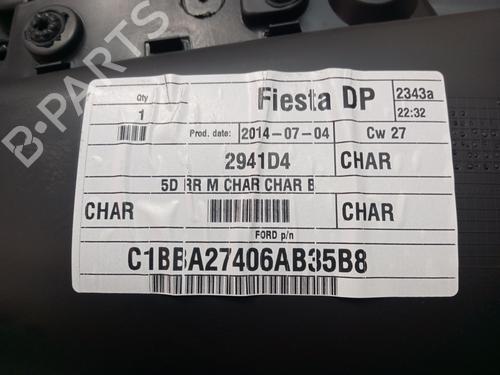 Qty
1
Fiesta DP
2343a
22:32
Prod. date:
2014-07-04
Cw 27
2941D4
CHAR
5D RR M CHAR CHAR B
CHAR
CHAR
FORD p/n
C1BBA27406AB35B8
B-PARTS